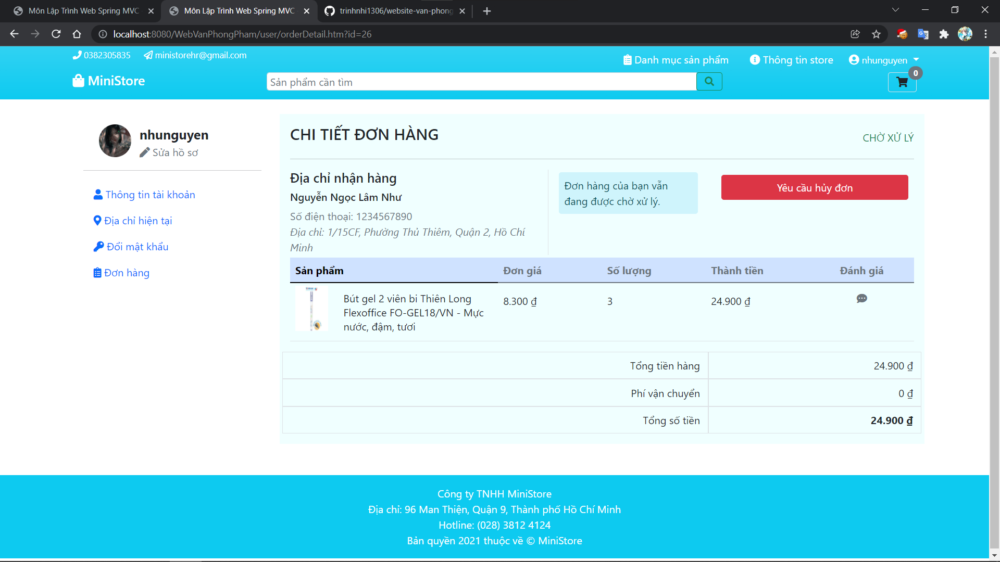 Môn Lập Trình Web Spring MVC
Môn Lập Trình Web Spring MVC
trinhnhi1306/website-van-phong
localhost:8080/WebVanPhongPham/user/orderDetail.htm?id=26
0382305835 ministorehr@gmail.com
Danh mục sản phẩm Thông tin store nhunguyen
MiniStore
Sản phẩm cần tìm
0
nhunguyen
Sửa hồ sơ
Thông tin tài khoản
Địa chỉ hiện tại
Đổi mật khẩu
Đơn hàng
CHI TIẾT ĐƠN HÀNG
CHỜ XỬ LÝ
Địa chỉ nhận hàng
Nguyễn Ngọc Lâm Như
Số điện thoại: 1234567890
Địa chỉ: 1/15CF, Phường Thủ Thiêm, Quận 2, Hồ Chí
Minh
Đơn hàng của bạn vẫn
đang được chờ xử lý.
Yêu cầu hủy đơn
Sản phẩm Đơn giá Số lượng Thành tiền Đánh giá
Bút gel 2 viên bi Thiên Long
Flexoffice FO-GEL18/VN - Mực
nước, đậm, tươi
8.300 ₫ 3 24.900 ₫
Tổng tiền hàng 24.900 ₫
Phí vận chuyển 0 ₫
Tổng số tiền 24.900 ₫
Công ty TNHH MiniStore
Địa chỉ: 96 Man Thiện, Quận 9, Thành phố Hồ Chí Minh
Hotline: (028) 3812 4124
Bản quyền 2021 thuộc về © MiniStore